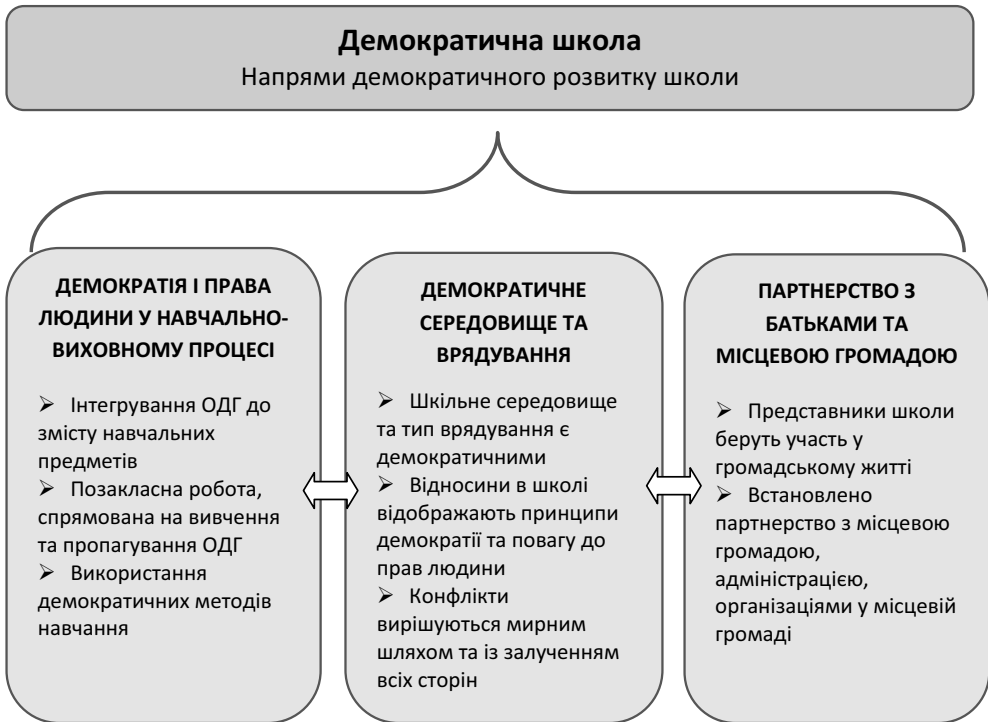 Демократична школа
Напрями демократичного розвитку школи
ДЕМОКРАТІЯ І ПРАВА
ЛЮДИНИ У НАВЧАЛЬНО-
ВИХОВНОМУ ПРОЦЕСІ
➢ Інтегрування ОДГ до
змісту навчальних
предметів
➢ Позакласна робота,
спрямована на вивчення
та пропагування ОДГ
➢ Використання
демократичних методів
навчання
ДЕМОКРАТИЧНЕ
СЕРЕДОВИЩЕ ТА
ВРЯДУВАННЯ
➢ Шкільне середовище
та тип врядування є
демократичними
➢ Відносини в школі
відображають принципи
демократії та повагу до
прав людини
➢ Конфлікти
вирішуються мирним
шляхом та із залученням
всіх сторін
ПАРТНЕРСТВО З
БАТЬКАМИ ТА
МІСЦЕВОЮ ГРОМАДОЮ
➢ Представники школи
беруть участь у
громадському житті
➢ Встановлено
партнерство з місцевою
громадою,
адміністрацією,
організаціями у місцевій
громаді